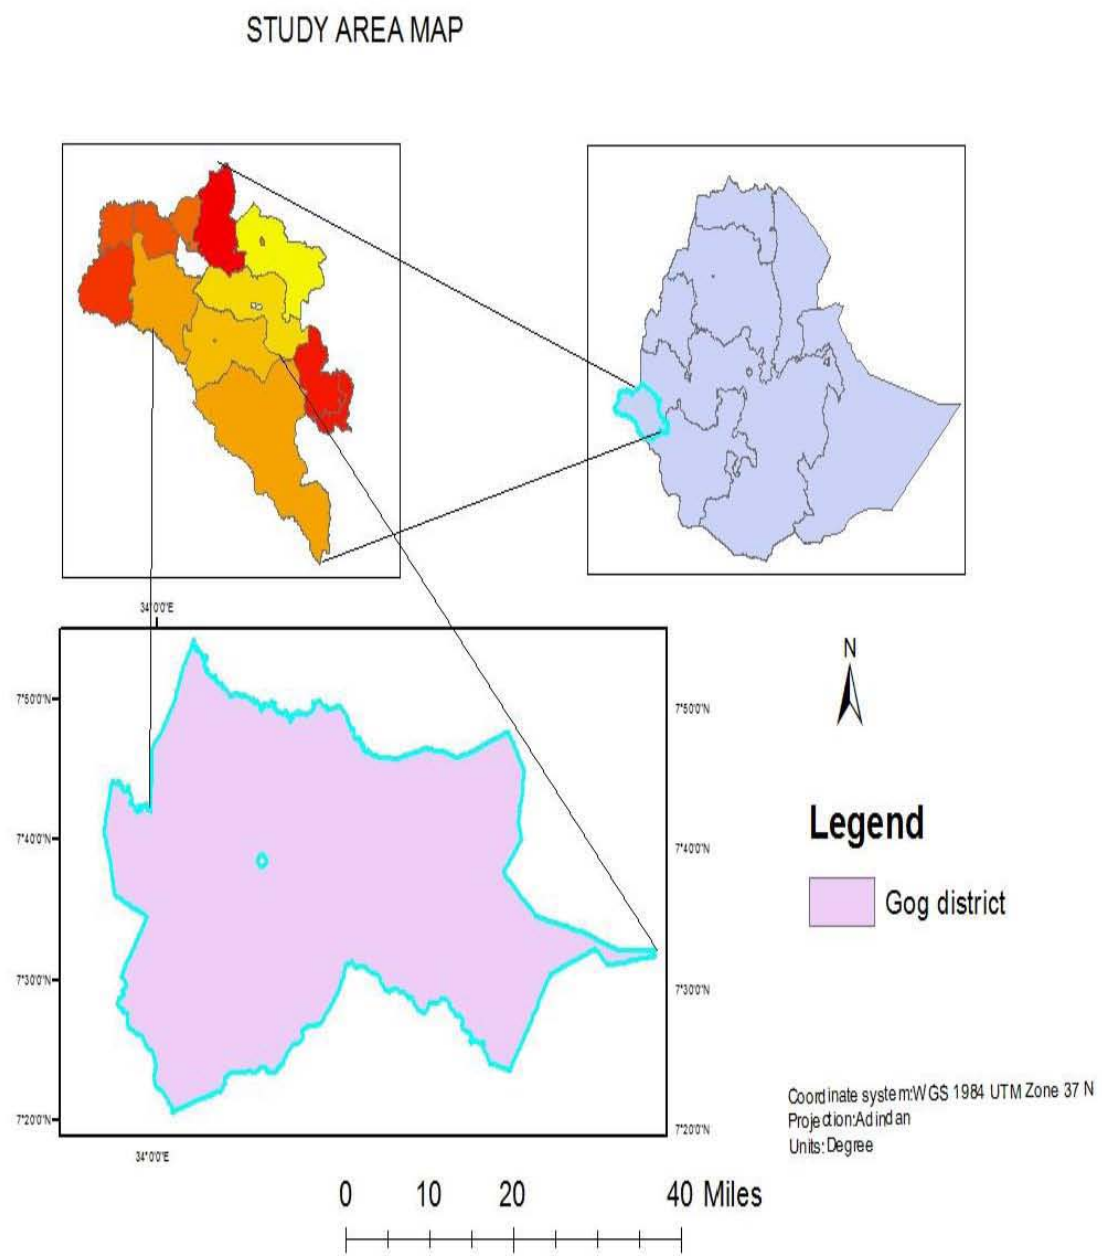 STUDY AREA MAP
34°0'0"E
7°50'0"N
7°50'0"N
N
Legend
7°40'0"N
7°40'0"N
Gog district
7°30'0"N
7°30'0"N
Coordinate system:WGS 1984 UTM Zone 37 N
Projection:Adindan
Units: Degree
7°20'0"N
7°20'0"N
34°0'0"E
0 10 20 40 Miles